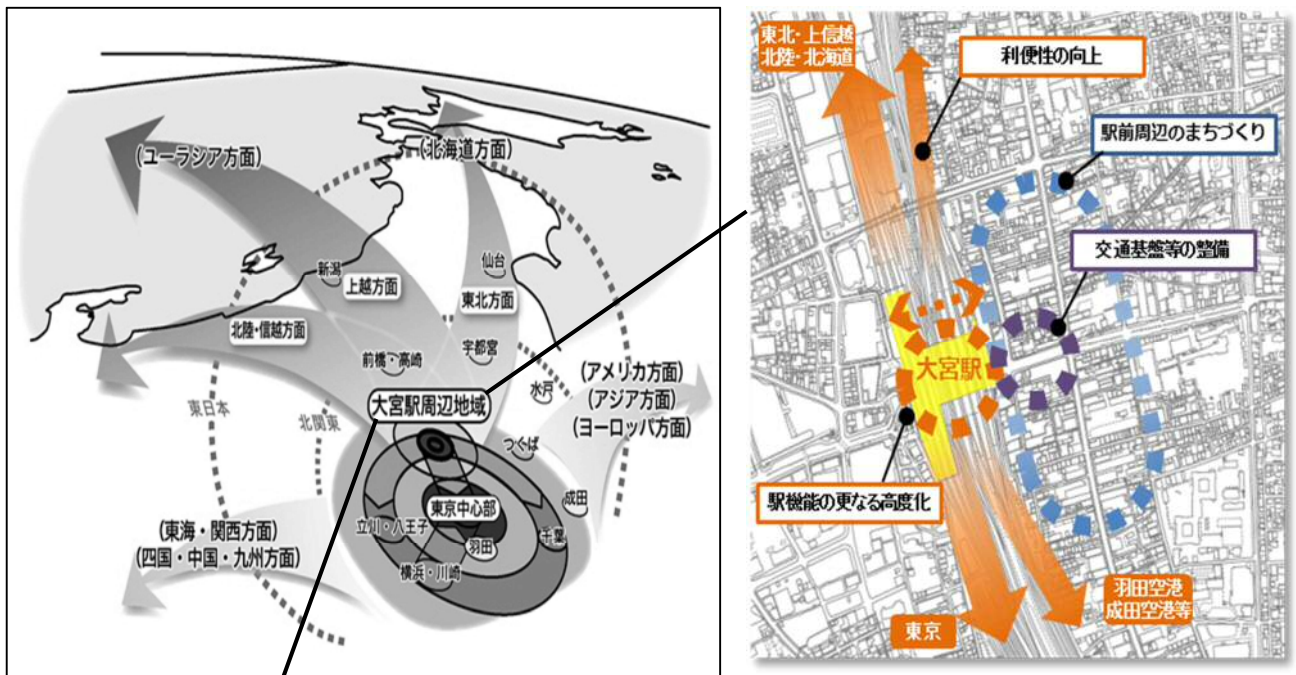 (ユーラシア方面)
(北海道方面)
新潟
上越方面
仙台
東北方面
北陸・信越方面
前橋・高崎
宇都宮
水戸
(アメリカ方面)
(アジア方面)
(ヨーロッパ方面)
大宮駅周辺地域
東日本
北関東
つくば
成田
東京中心部
立川・八王子
羽田
千葉
横浜・川崎
(東海・関西方面)
(四国・中国・九州方面)
東北・上信越
北陸・北海道
利便性の向上
駅前周辺のまちづくり
交通基盤等の整備
大宮駅
駅機能の更なる高度化
羽田空港
成田空港等
東京